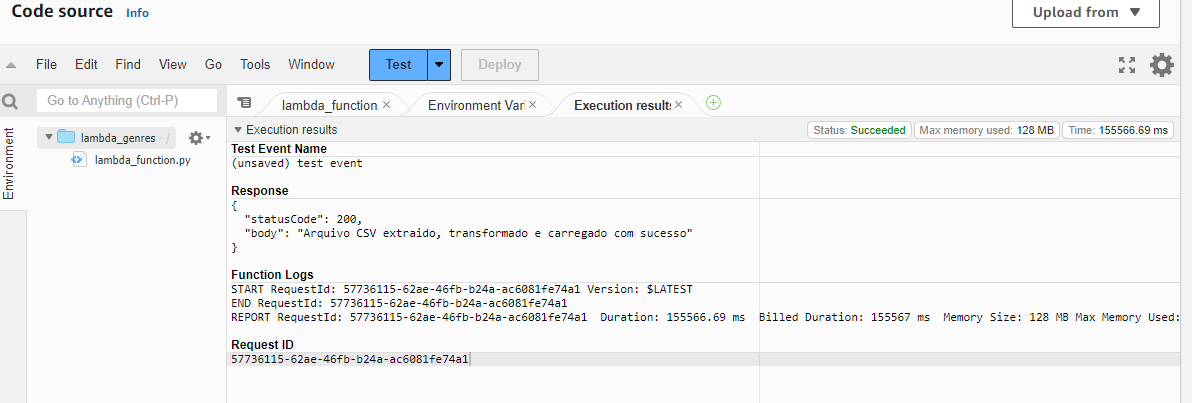 Code source Info
Upload from
File Edit Find View Go Tools Window Test Deploy
Go to Anything (Ctrl-P)
lambda_function × Environment Var × Execution results ×
Environment
lambda_genres - /
lambda_function.py
Execution results
Status: Succeeded Max memory used: 128 MB Time: 155566.69 ms
Test Event Name
(unsaved) test event
Response
{
"statusCode": 200,
"body": "Arquivo CSV extraido, transformado e carregado com sucesso"
}
Function Logs
START RequestId: 57736115-62ae-46fb-b24a-ac6081fe74a1 Version: $LATEST
END RequestId: 57736115-62ae-46fb-b24a-ac6081fe74a1
REPORT RequestId: 57736115-62ae-46fb-b24a-ac6081fe74a1 Duration: 155566.69 ms Billed Duration: 155567 ms Memory Size: 128 MB Max Memory Used:
Request ID
57736115-62ae-46fb-b24a-ac6081fe74a1